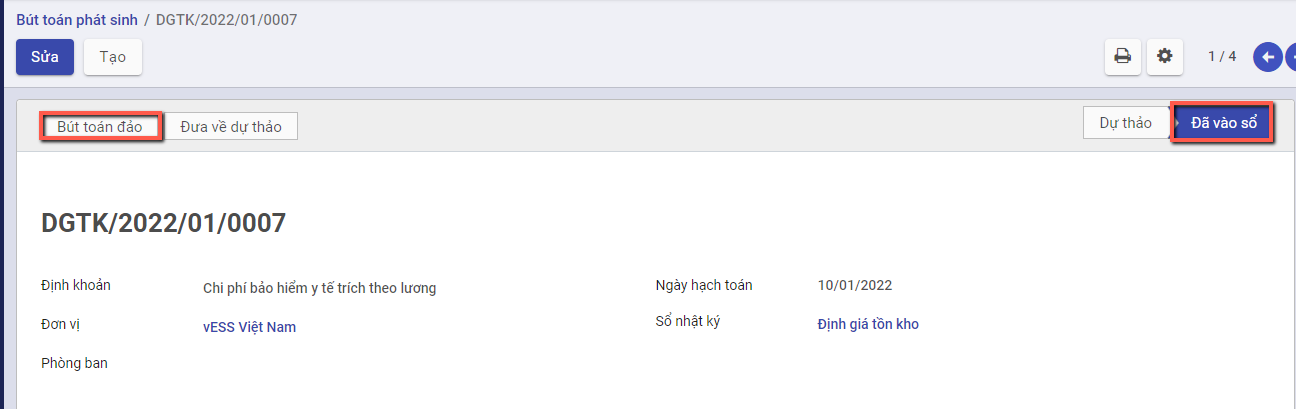 Bút toán phát sinh / DGTK/2022/01/0007
Sửa Tạo 1 / 4
Bút toán đảo Đưa về dự thảo Dự thảo Đã vào sổ
DGTK/2022/01/0007
Định khoản Chi phí bảo hiểm y tế trích theo lương Ngày hạch toán 10/01/2022
Đơn vị vESS Việt Nam Sổ nhật ký Định giá tồn kho
Phòng ban